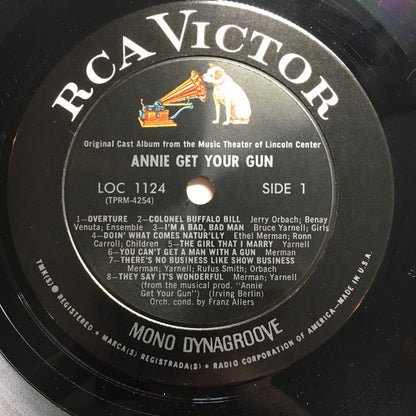 RCA VICTOR
Original Cast Album from the Music Theater of Lincoln Center
ANNIE GET YOUR GUN
LOC 1124
(TPRM-4254)
SIDE 1
1—OVERTURE 2—COLONEL BUFFALO BILL Jerry Orbach; Benay
Venuta; Ensemble 3—I'M A BAD, BAD MAN Bruce Yarnell; Girls
4—DOIN' WHAT COMES NATUR'LLY Ethel Merman; Ronn
Carroll; Children 5—THE GIRL THAT I MARRY Yarnell
6—YOU CAN'T GET A MAN WITH A GUN Merman
7—THERE'S NO BUSINESS LIKE SHOW BUSINESS
Merman; Yarnell; Rufus Smith; Orbach
8—THEY SAY IT'S WONDERFUL Merman; Yarnell
(from the musical prod. "Annie
Get Your Gun") (Irving Berlin)
Orch. cond. by Franz Allers
MONO DYNAGROOVE
TMK(S) ® REGISTERED • MARCA(S) REGISTRADA(S) • RADIO CORPORATION OF AMERICA—MADE IN U.S.A.